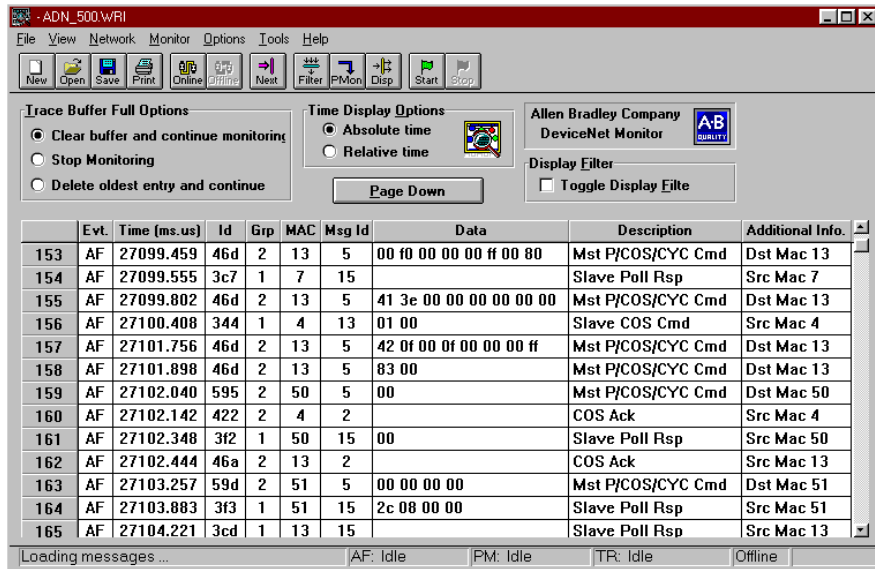 - ADN_500.WRI
File View Network Monitor Options Tools Help
New Open Save Print Online Offline Next Filter PMon Disp Start Stop
Trace Buffer Full Options
Clear buffer and continue monitoring
Stop Monitoring
Delete oldest entry and continue
Time Display Options
Absolute time
Relative time
Page Down
Allen Bradley Company
DeviceNet Monitor
A-B
QUALITY
Display Filter
Toggle Display Filte
Evt. Time (ms.us) Id Grp MAC Msg Id Data Description Additional Info.
153 AF 27099.459 46d 2 13 5 00 f0 00 00 00 ff 00 80 Mst P/COS/CYC Cmd Dst Mac 13
154 AF 27099.555 3c7 1 7 15 Slave Poll Rsp Src Mac 7
155 AF 27099.802 46d 2 13 5 41 3e 00 00 00 00 00 00 Mst P/COS/CYC Cmd Dst Mac 13
156 AF 27100.408 344 1 4 13 01 00 Slave COS Cmd Src Mac 4
157 AF 27101.756 46d 2 13 5 42 0f 00 0f 00 00 00 ff Mst P/COS/CYC Cmd Dst Mac 13
158 AF 27101.898 46d 2 13 5 83 00 Mst P/COS/CYC Cmd Dst Mac 13
159 AF 27102.040 595 2 50 5 00 Mst P/COS/CYC Cmd Dst Mac 50
160 AF 27102.142 422 2 4 2 COS Ack Src Mac 4
161 AF 27102.348 3f2 1 50 15 00 Slave Poll Rsp Src Mac 50
162 AF 27102.444 46a 2 13 2 COS Ack Src Mac 13
163 AF 27103.257 59d 2 51 5 00 00 00 00 Mst P/COS/CYC Cmd Dst Mac 51
164 AF 27103.883 3f3 1 51 15 2c 08 00 00 Slave Poll Rsp Src Mac 51
165 AF 27104.221 3cd 1 13 15 Slave Poll Rsp Src Mac 13
Loading messages ... AF: Idle PM: Idle TR: Idle Offline